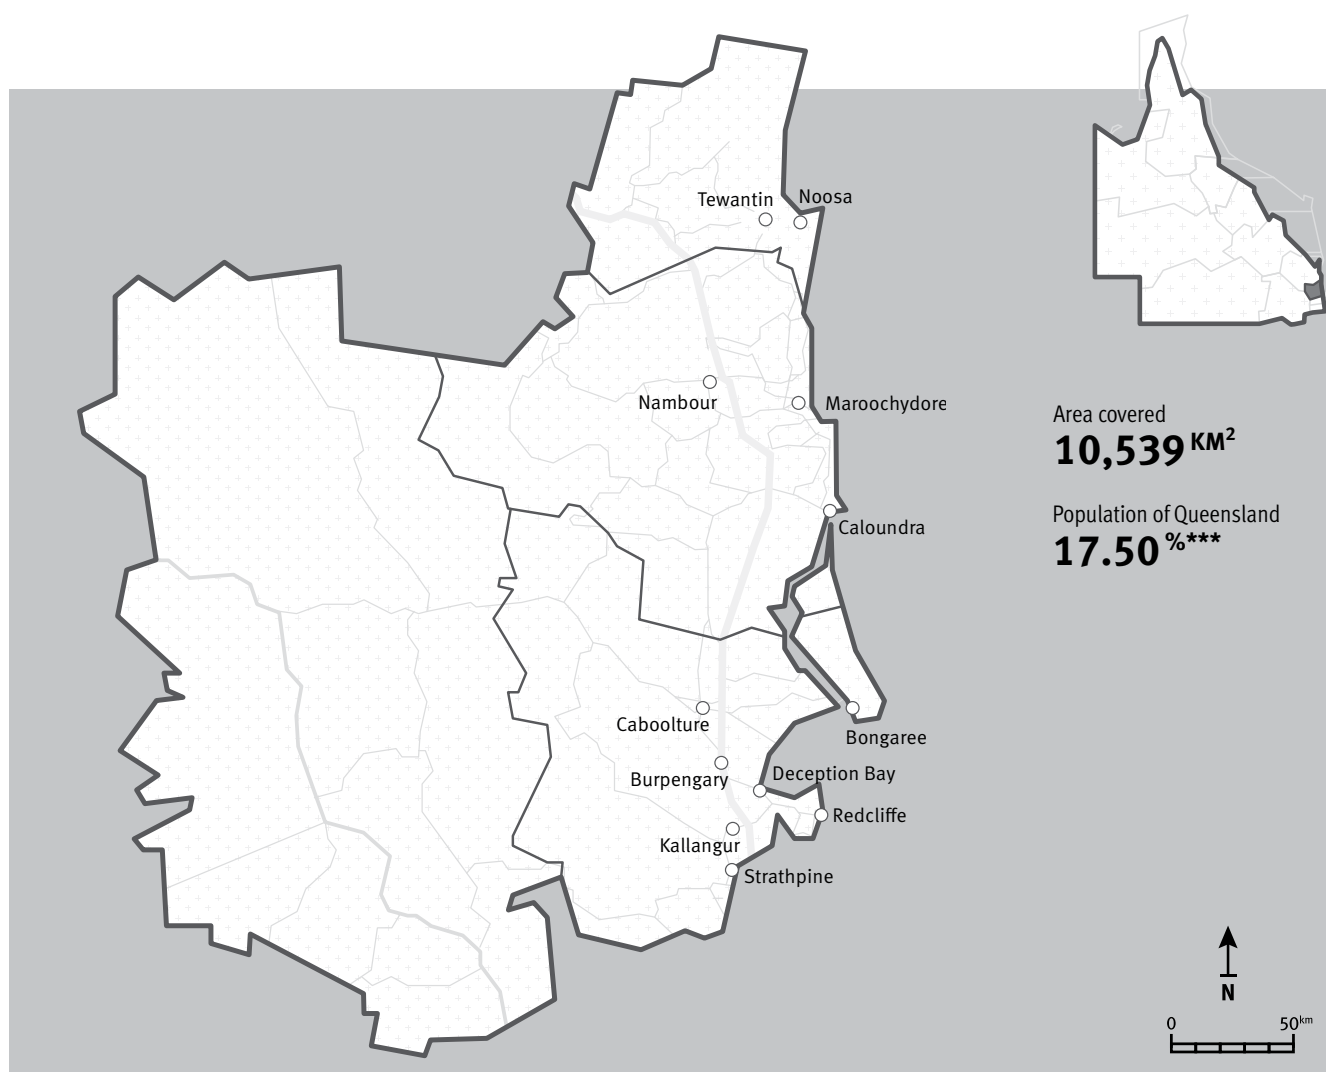 Tewantin
Noosa
Nambour
Maroochydore
Caloundra
Caboolture
Bongaree
Burpengary
Deception Bay
Redcliffe
Kallangur
Strathpine
Area covered
10,539 KM²
Population of Queensland
17.50 %***
N
0 50km